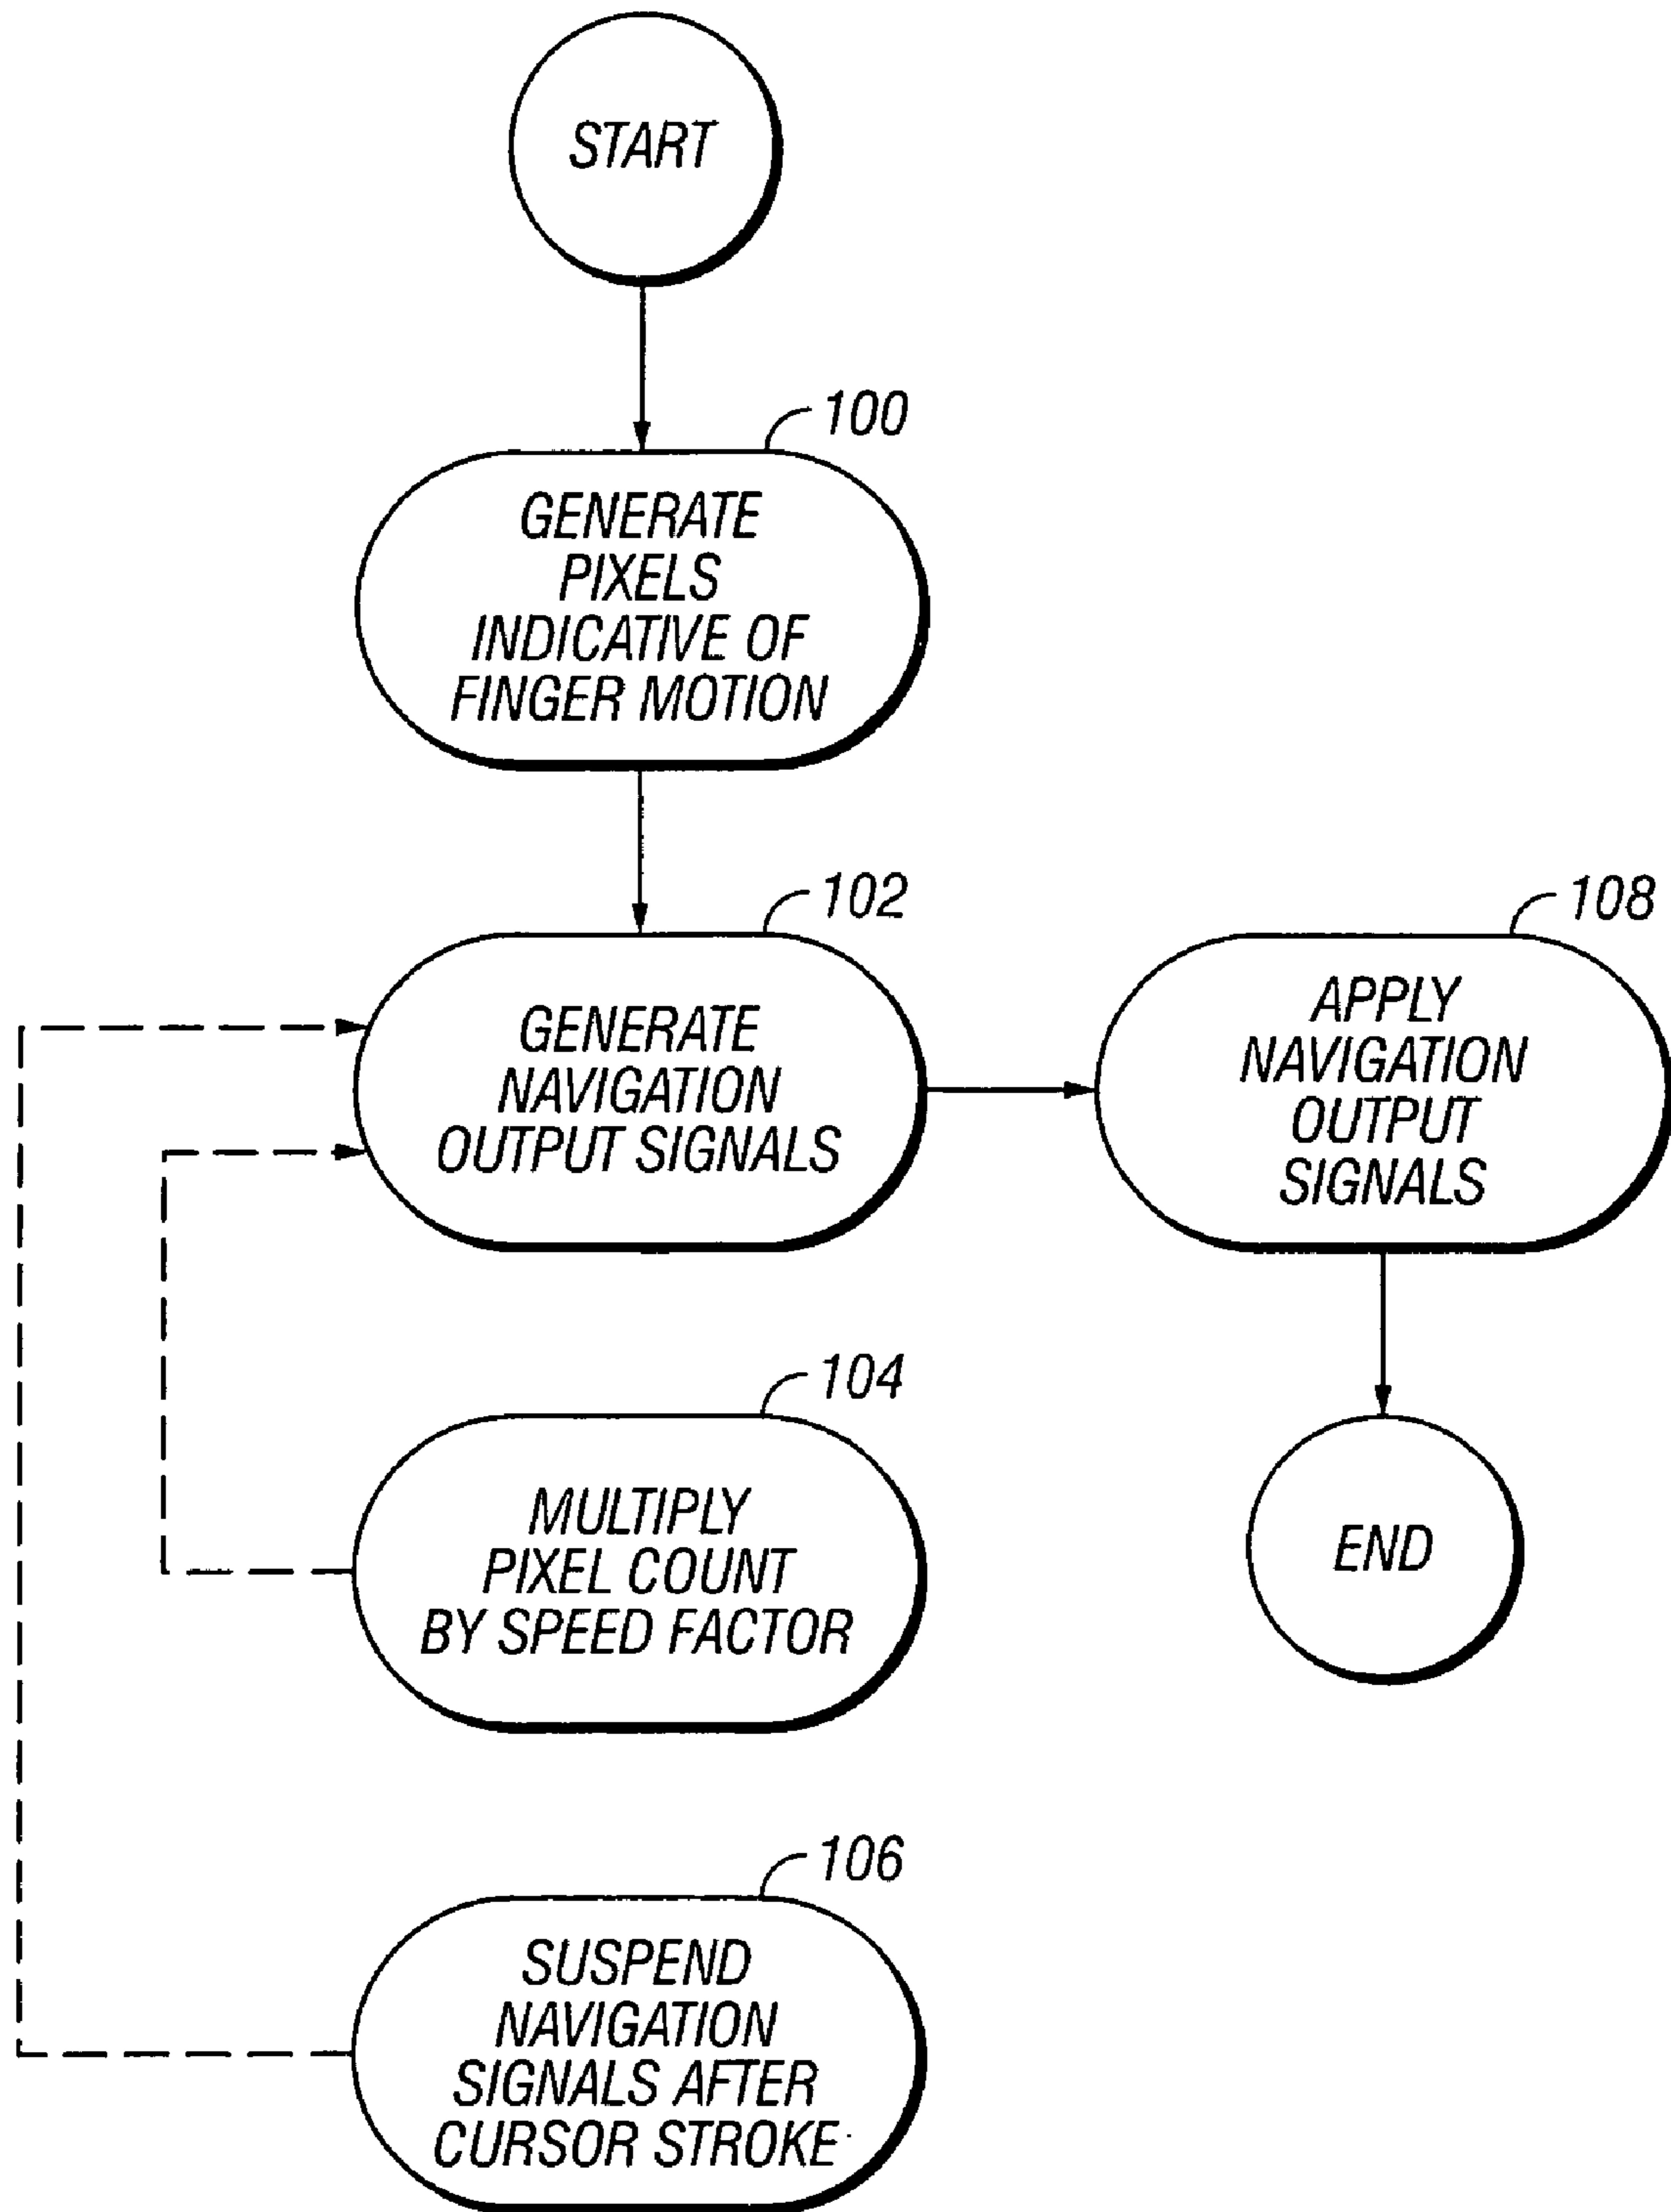 START
100
GENERATE
PIXELS
INDICATIVE OF
FINGER MOTION
102
GENERATE
NAVIGATION
OUTPUT SIGNALS
108
APPLY
NAVIGATION
OUTPUT
SIGNALS
104
MULTIPLY
PIXEL COUNT
BY SPEED FACTOR
END
106
SUSPEND
NAVIGATION
SIGNALS AFTER
CURSOR STROKE